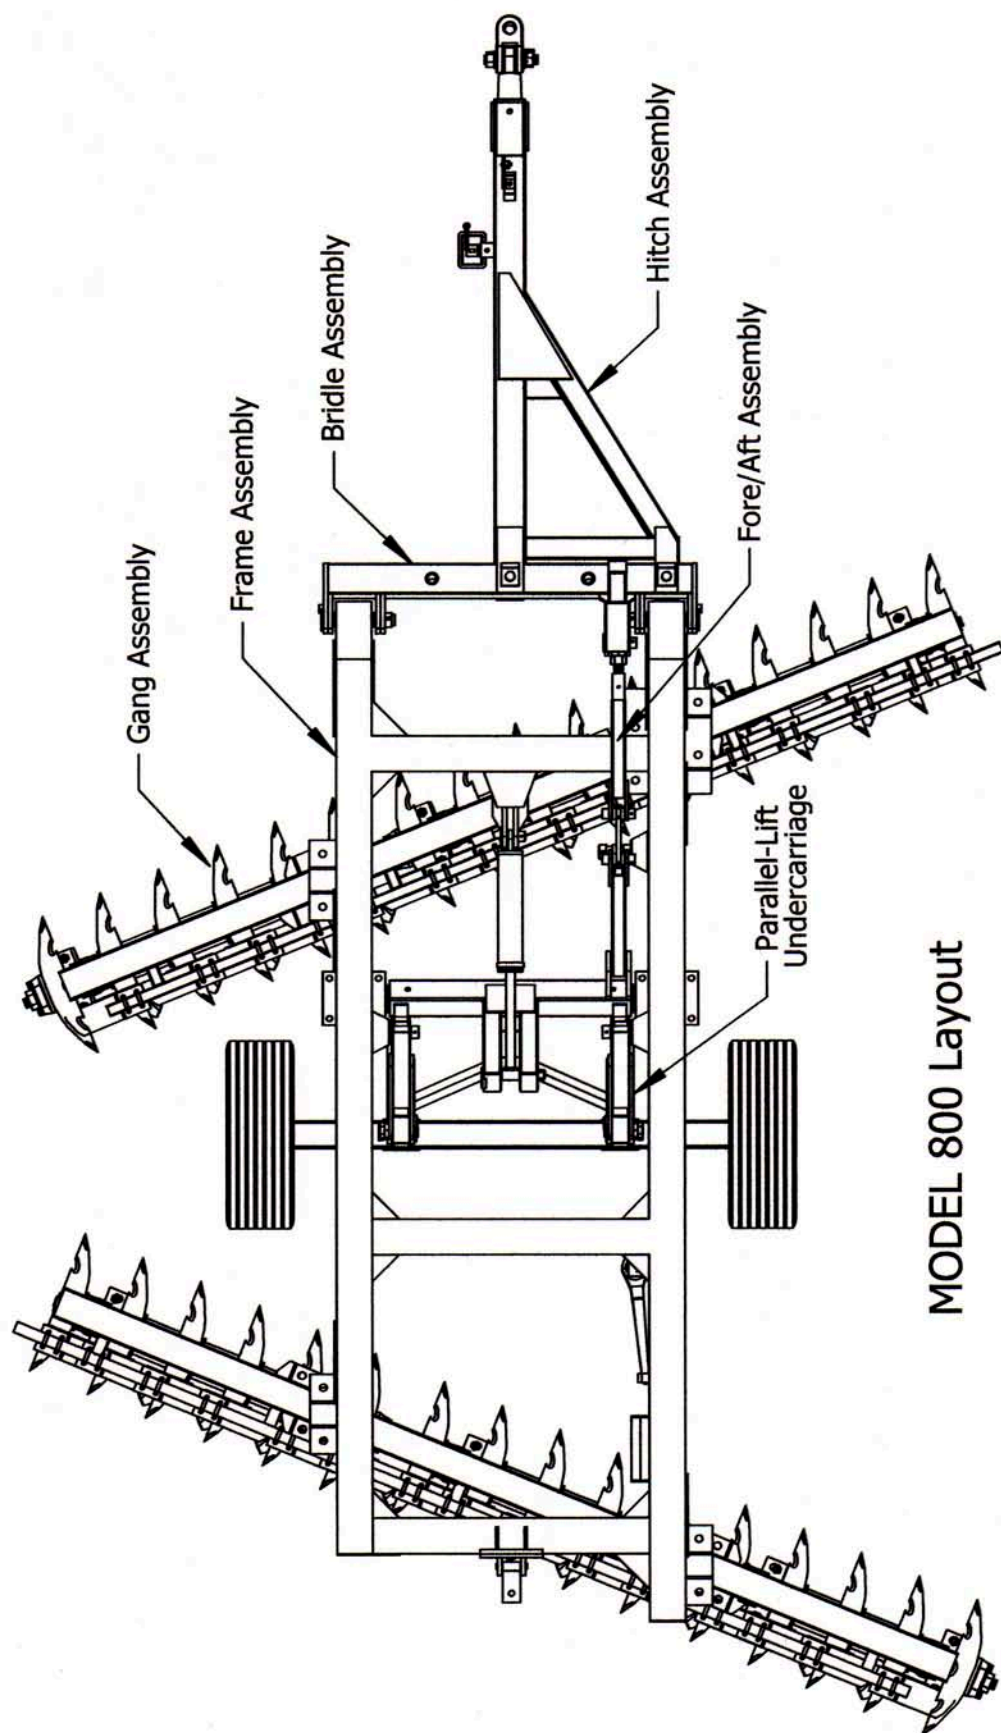 Gang Assembly
Frame Assembly
Bridle Assembly
Hitch Assembly
Fore/Aft Assembly
Parallel-Lift
Undercarriage
MODEL 800 Layout